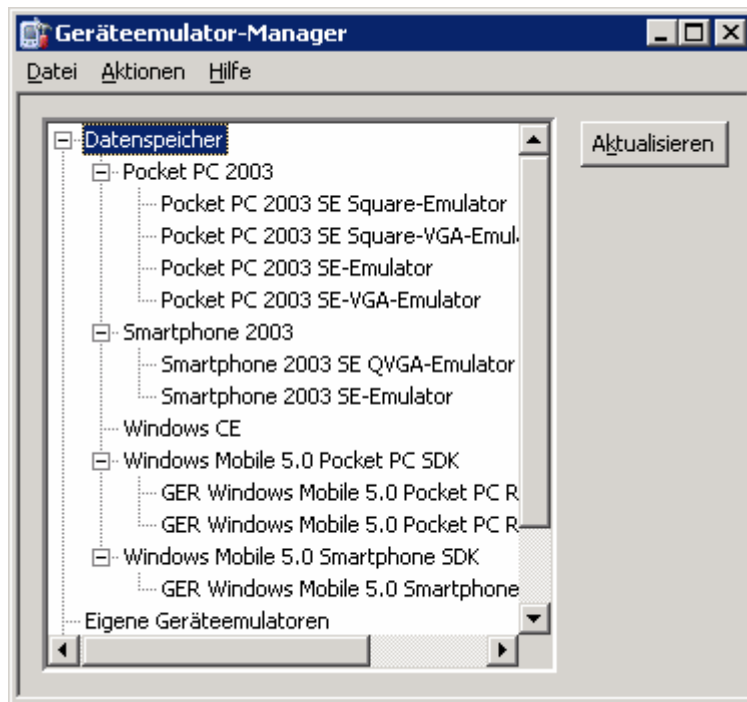 Geräteemulator-Manager
Datei Aktionen Hilfe
Datenspeicher
Aktualisieren
Pocket PC 2003
Pocket PC 2003 SE Square-Emulator
Pocket PC 2003 SE Square-VGA-Emul
Pocket PC 2003 SE-Emulator
Pocket PC 2003 SE-VGA-Emulator
Smartphone 2003
Smartphone 2003 SE QVGA-Emulator
Smartphone 2003 SE-Emulator
Windows CE
Windows Mobile 5.0 Pocket PC SDK
GER Windows Mobile 5.0 Pocket PC R
GER Windows Mobile 5.0 Pocket PC R
Windows Mobile 5.0 Smartphone SDK
GER Windows Mobile 5.0 Smartphone
Eigene Geräteemulatoren